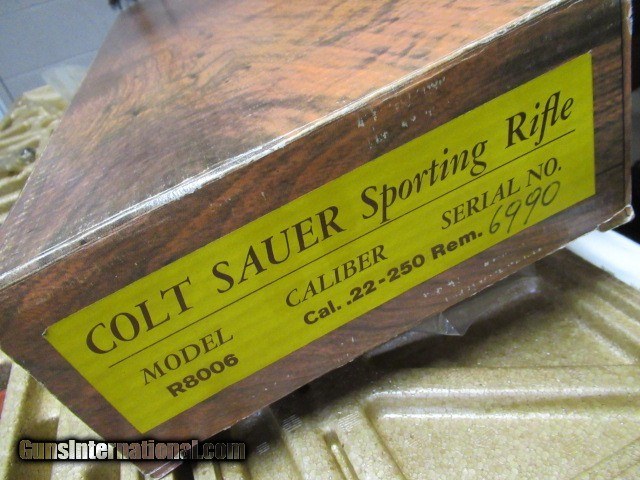 COLT SAUER Sporting Rifle
MODEL CALIBER SERIAL NO.
R8006 Cal. .22-250 Rem. 6990
GunsInternational.com